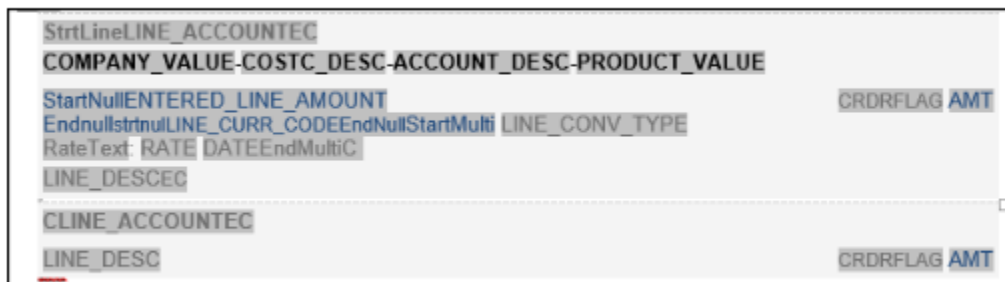 StrtLineLINE_ACCOUNTEC
COMPANY_VALUE-COSTC_DESC-ACCOUNT_DESC-PRODUCT_VALUE
StartNullENTERED_LINE_AMOUNT CRDRFLAG AMT
EndnullstrtnulLINE_CURR_CODEEndNullStartMulti LINE_CONV_TYPE
RateText: RATE DATEEndMultiC
LINE_DESCEC
CLINE_ACCOUNTEC
LINE_DESC CRDRFLAG AMT